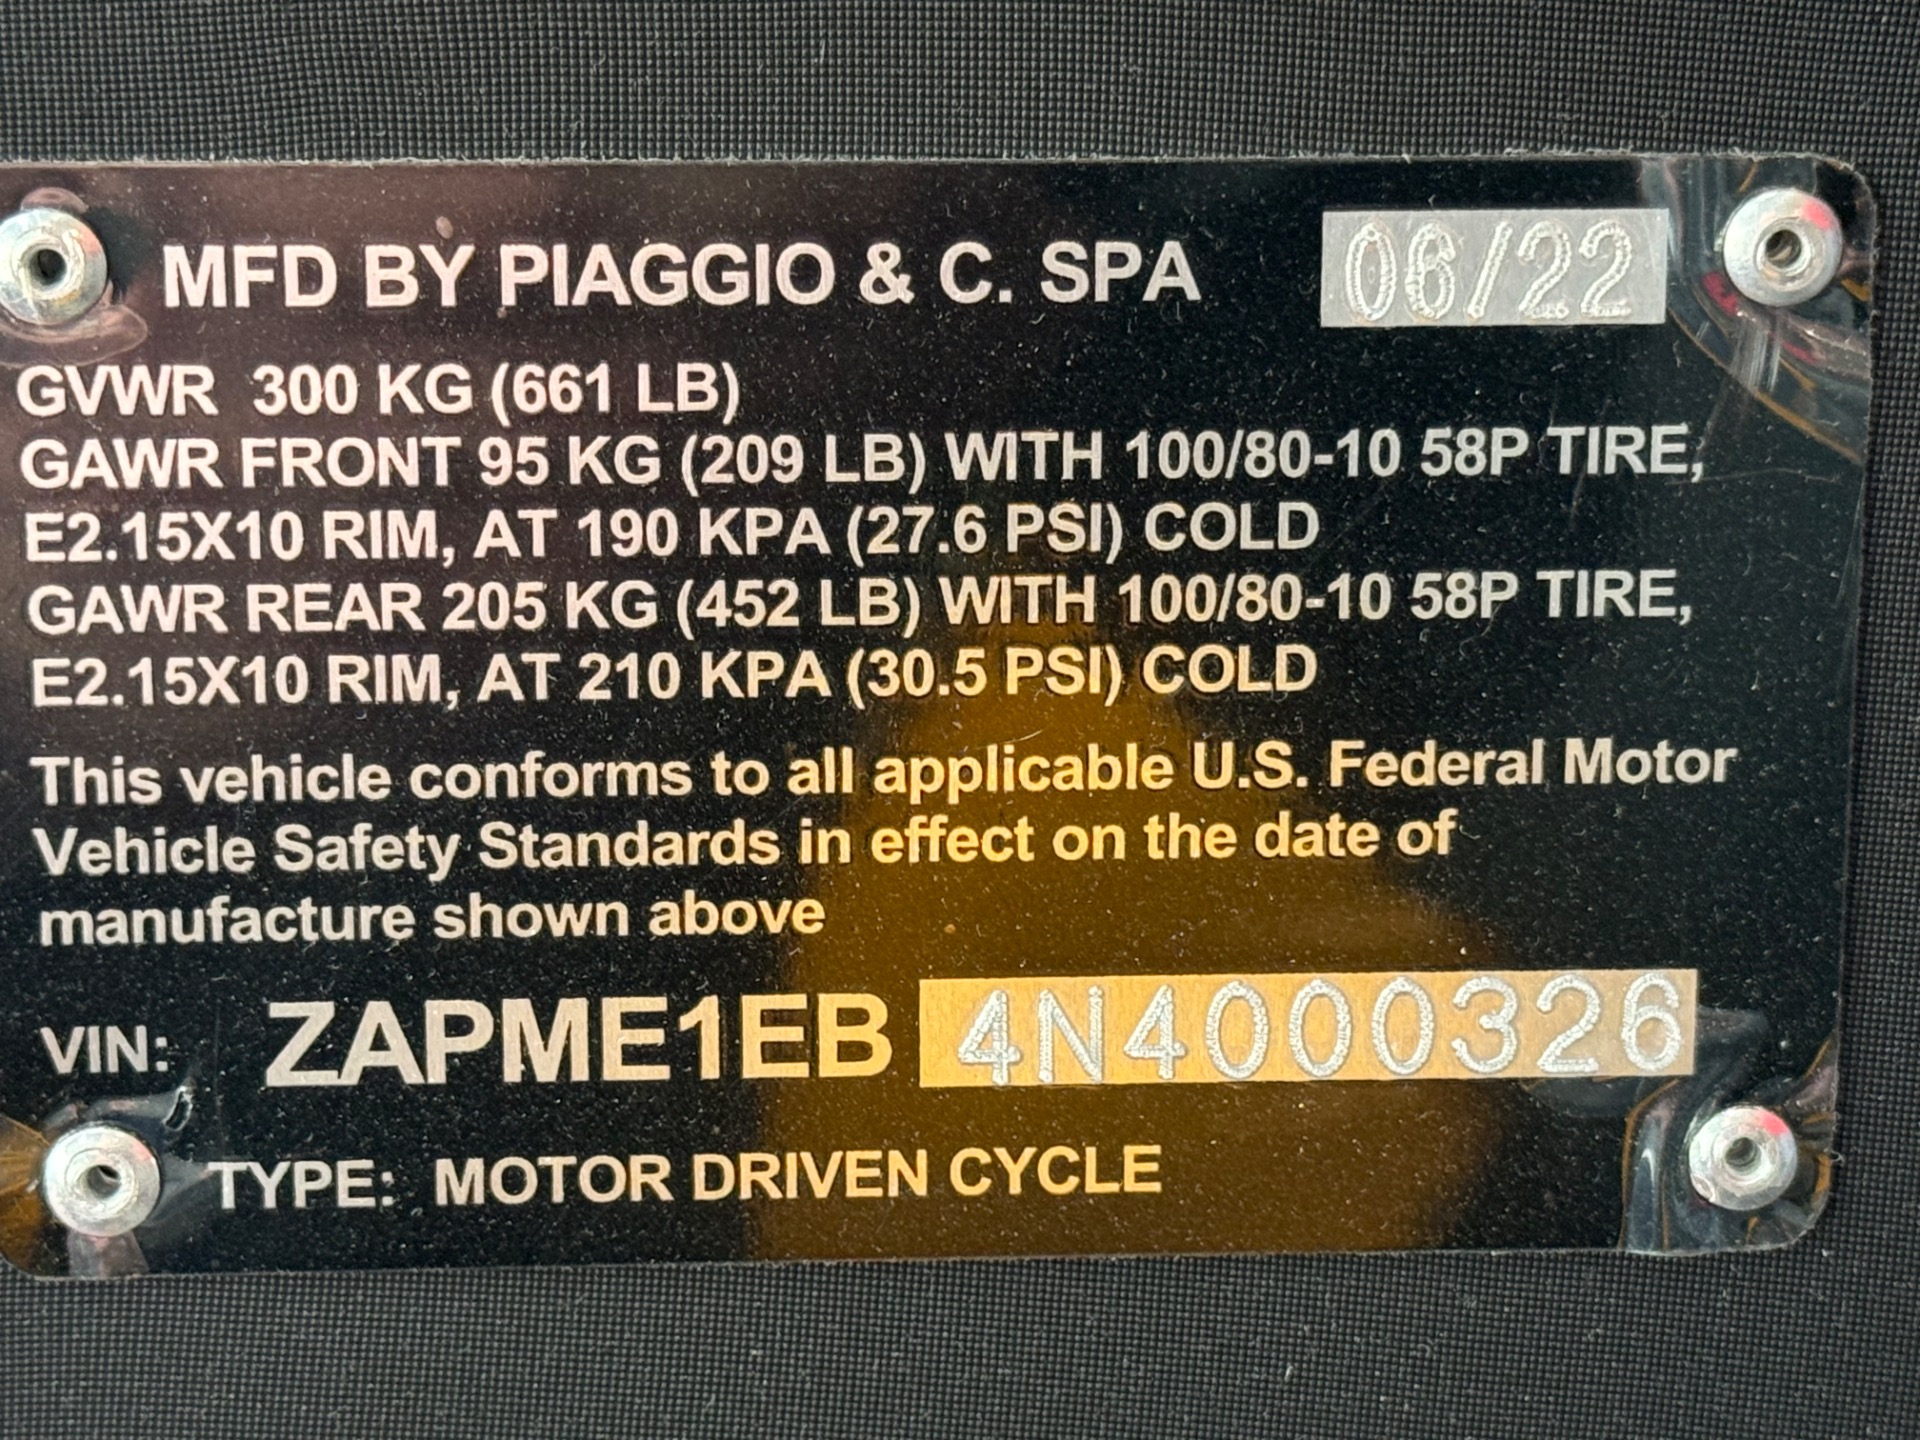 MFD BY PIAGGIO & C. SPA 06/22
GVWR 300 KG (661 LB)
GAWR FRONT 95 KG (209 LB) WITH 100/80-10 58P TIRE,
E2.15X10 RIM, AT 190 KPA (27.6 PSI) COLD
GAWR REAR 205 KG (452 LB) WITH 100/80-10 58P TIRE,
E2.15X10 RIM, AT 210 KPA (30.5 PSI) COLD
This vehicle conforms to all applicable U.S. Federal Motor
Vehicle Safety Standards in effect on the date of
manufacture shown above
VIN: ZAPME1EB 4N4000326
TYPE: MOTOR DRIVEN CYCLE